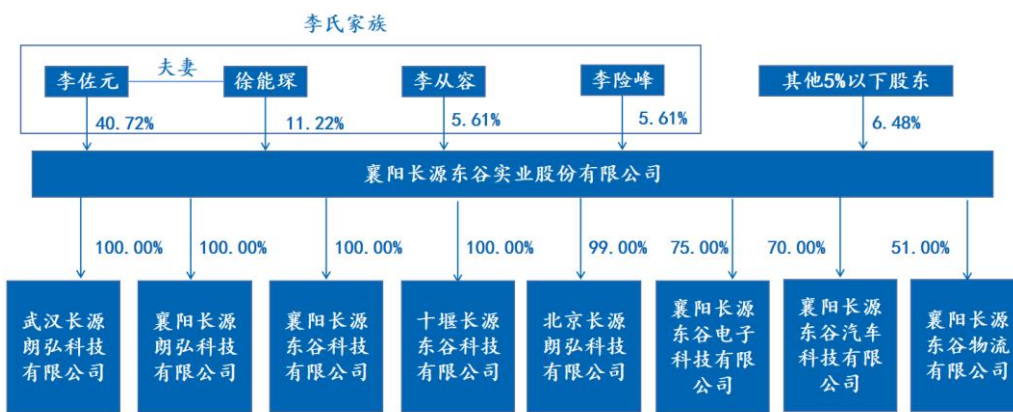 李氏家族
夫妻
李佐元
徐能琛
李从容
李险峰
其他5%以下股东
40.72%
11.22%
5.61%
5.61%
6.48%
襄阳长源东谷实业股份有限公司
100.00%
100.00%
100.00%
100.00%
99.00%
75.00%
70.00%
51.00%
武汉长源
朗弘科技
有限公司
襄阳长源
朗弘科技
有限公司
襄阳长源
东谷科技
有限公司
十堰长源
东谷科技
有限公司
北京长源
朗弘科技
有限公司
襄阳长源
东谷电子
科技有限
公司
襄阳长源
东谷汽车
科技有限
公司
襄阳长源
东谷物流
有限公司